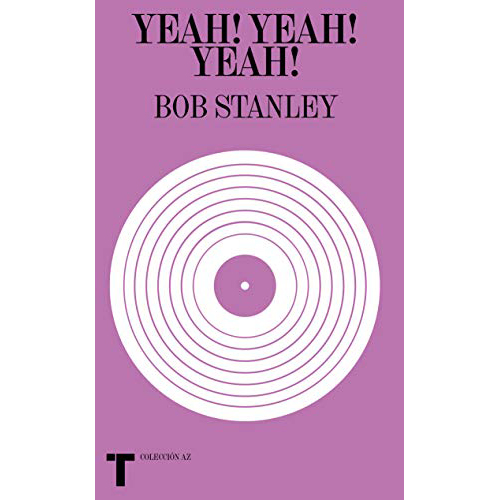 YEAH! YEAH!
YEAH!
BOB STANLEY
T
COLECCIÓN AZ